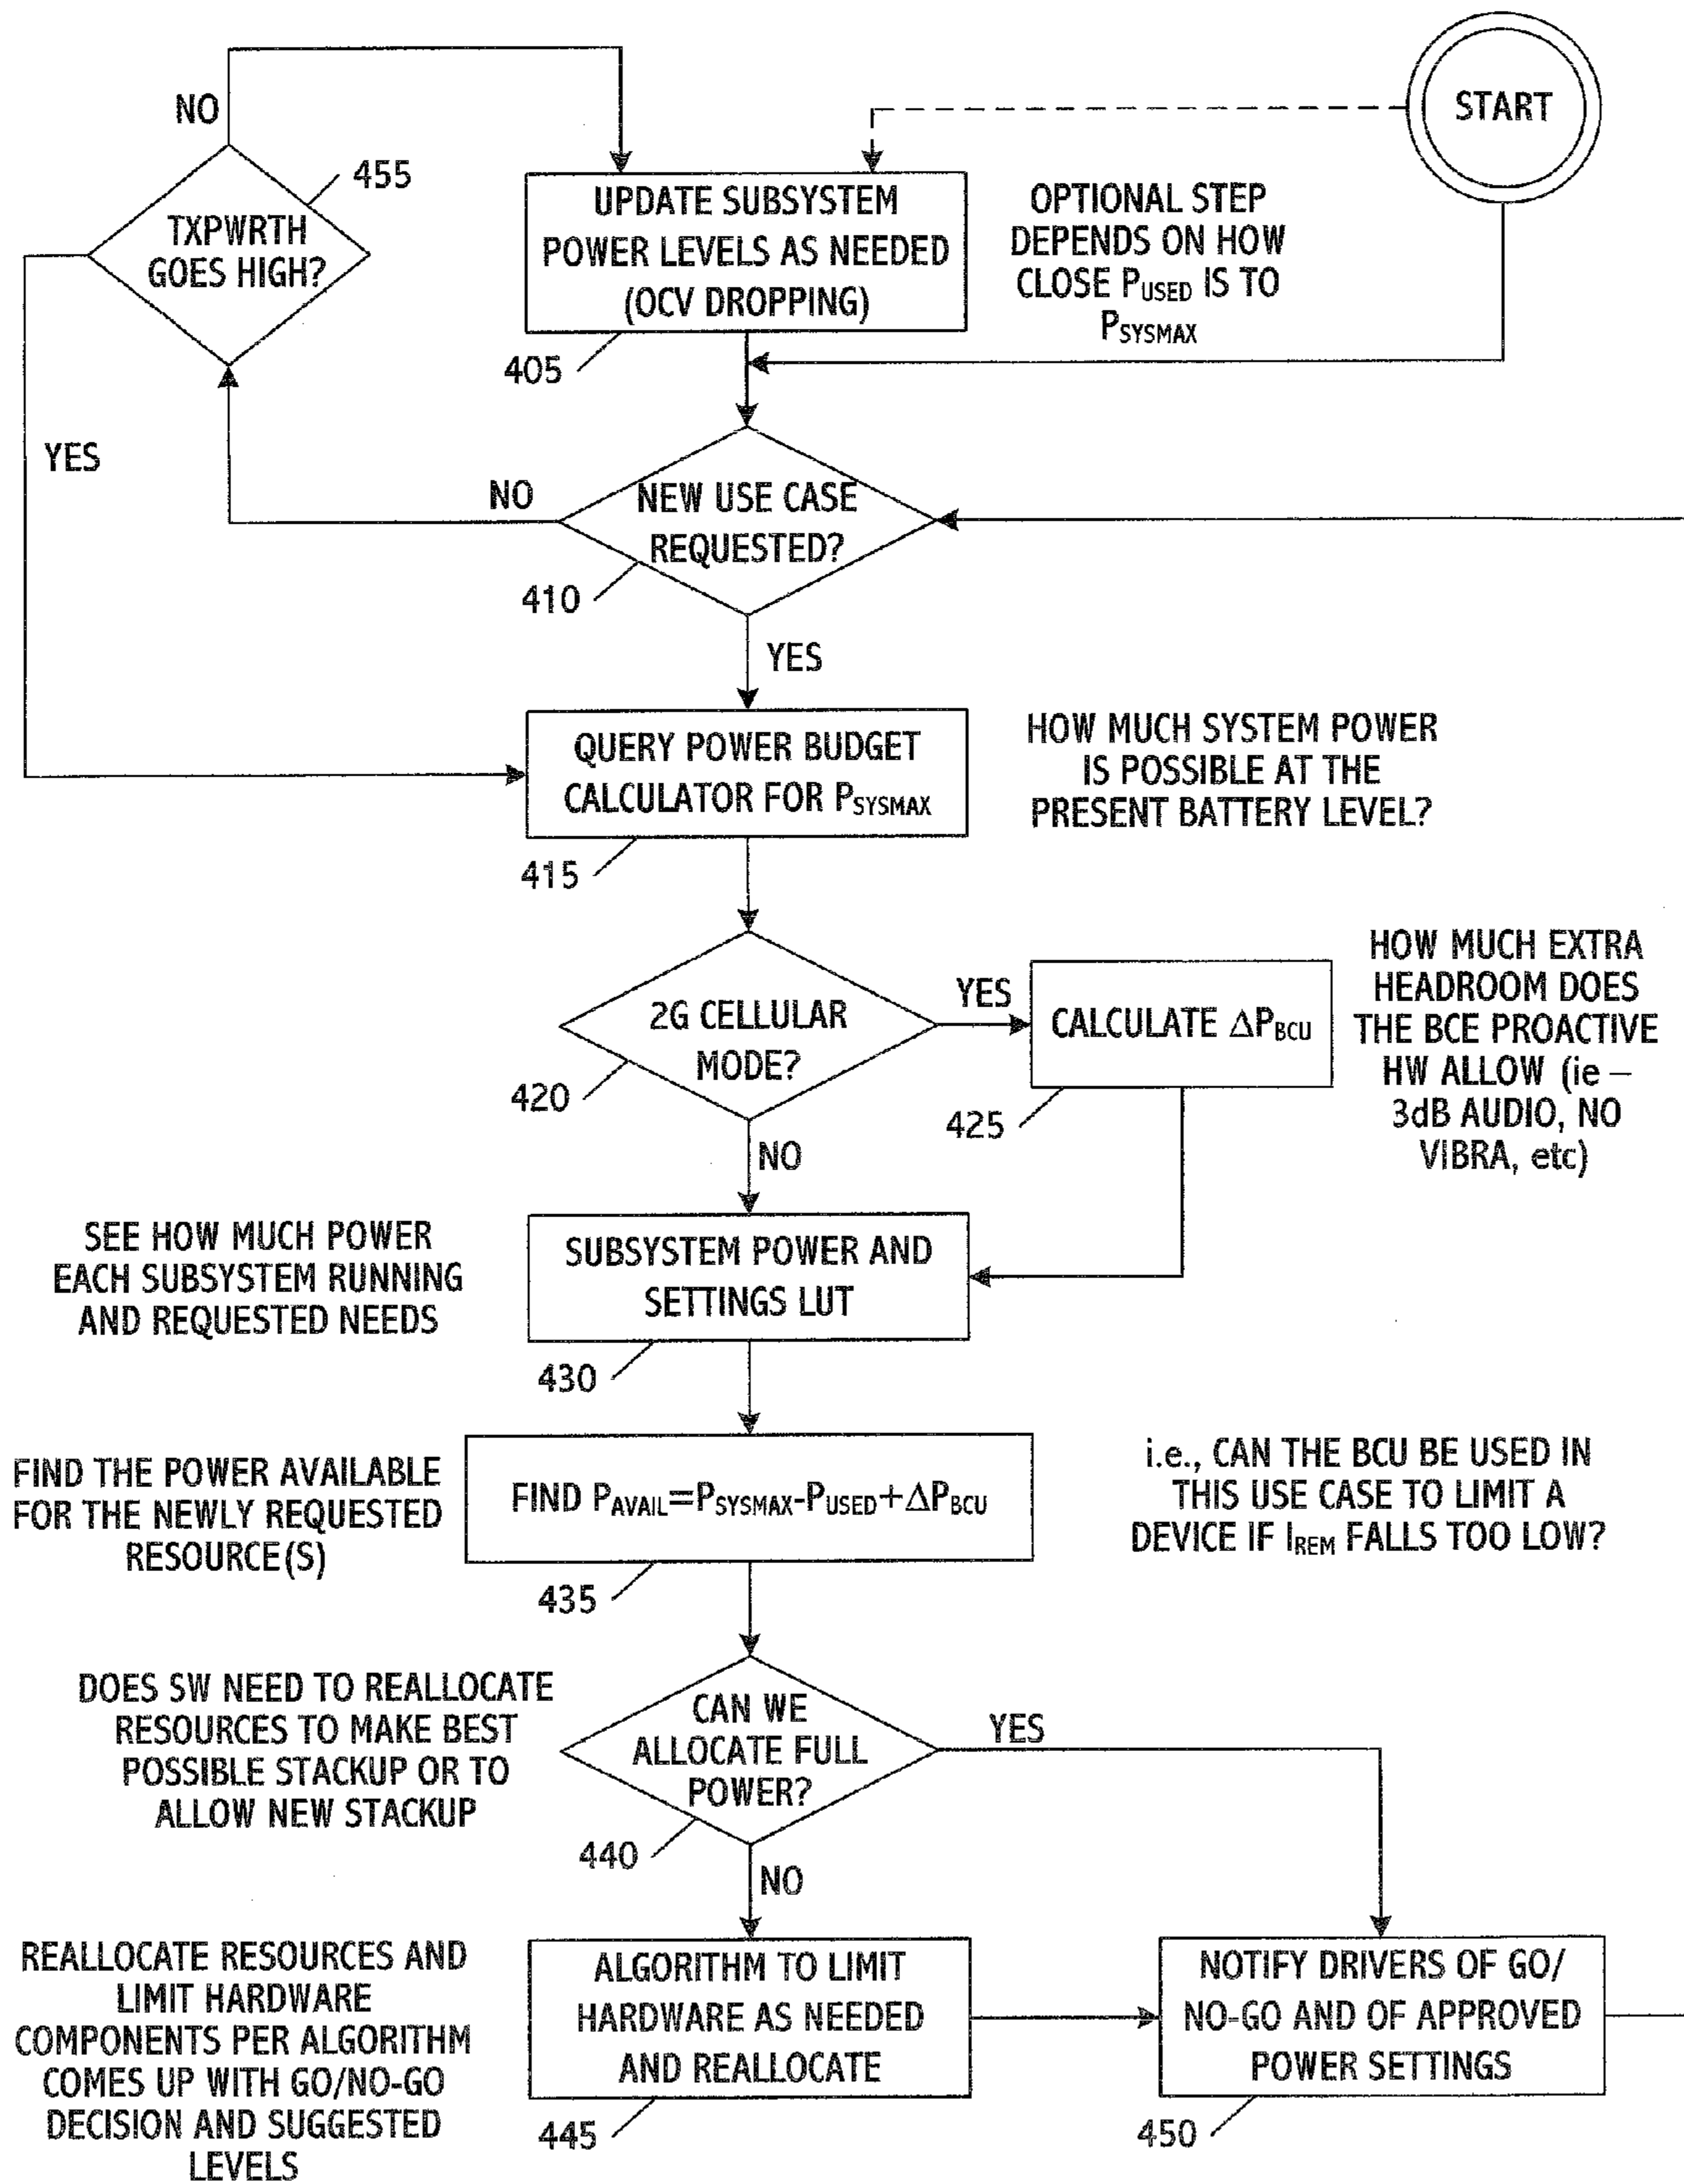 START
NO
455
TXPWRTH
GOES HIGH?
UPDATE SUBSYSTEM
POWER LEVELS AS NEEDED
(OCV DROPPING)
405
OPTIONAL STEP
DEPENDS ON HOW
CLOSE PUSED IS TO
PSYSMAX
YES
NO
NEW USE CASE
REQUESTED?
410
YES
QUERY POWER BUDGET
CALCULATOR FOR PSYSMAX
415
HOW MUCH SYSTEM POWER
IS POSSIBLE AT THE
PRESENT BATTERY LEVEL?
2G CELLULAR
MODE?
420
YES
NO
CALCULATE ΔPBCU
425
HOW MUCH EXTRA
HEADROOM DOES
THE BCE PROACTIVE
HW ALLOW (ie –
3dB AUDIO, NO
VIBRA, etc)
SEE HOW MUCH POWER
EACH SUBSYSTEM RUNNING
AND REQUESTED NEEDS
SUBSYSTEM POWER AND
SETTINGS LUT
430
FIND THE POWER AVAILABLE
FOR THE NEWLY REQUESTED
RESOURCE(S)
FIND PAVAIL=PSYSMAX-PUSED+ΔPBCU
435
i.e., CAN THE BCU BE USED IN
THIS USE CASE TO LIMIT A
DEVICE IF IREM FALLS TOO LOW?
DOES SW NEED TO REALLOCATE
RESOURCES TO MAKE BEST
POSSIBLE STACKUP OR TO
ALLOW NEW STACKUP
CAN WE
ALLOCATE FULL
POWER?
440
YES
NO
REALLOCATE RESOURCES AND
LIMIT HARDWARE
COMPONENTS PER ALGORITHM
COMES UP WITH GO/NO-GO
DECISION AND SUGGESTED
LEVELS
ALGORITHM TO LIMIT
HARDWARE AS NEEDED
AND REALLOCATE
445
NOTIFY DRIVERS OF GO/
NO-GO AND OF APPROVED
POWER SETTINGS
450